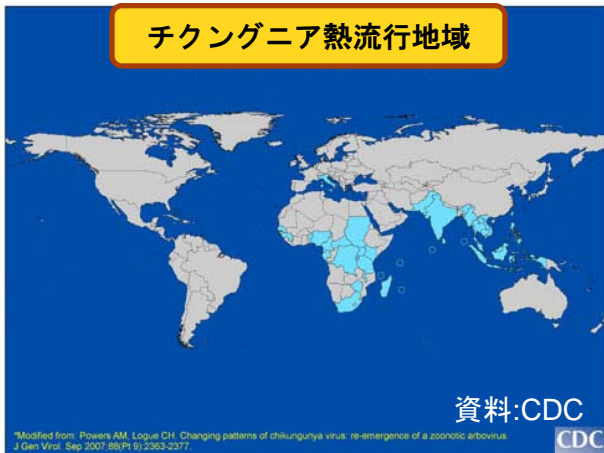 チクングニア熱流行地域
資料:CDC
*Modified from: Powers AM, Logue CH. Changing patterns of chikungunya virus: re-emergence of a zoonotic arbovirus.
J Gen Virol. Sep 2007;88(Pt 9):2363-2377.
CDC